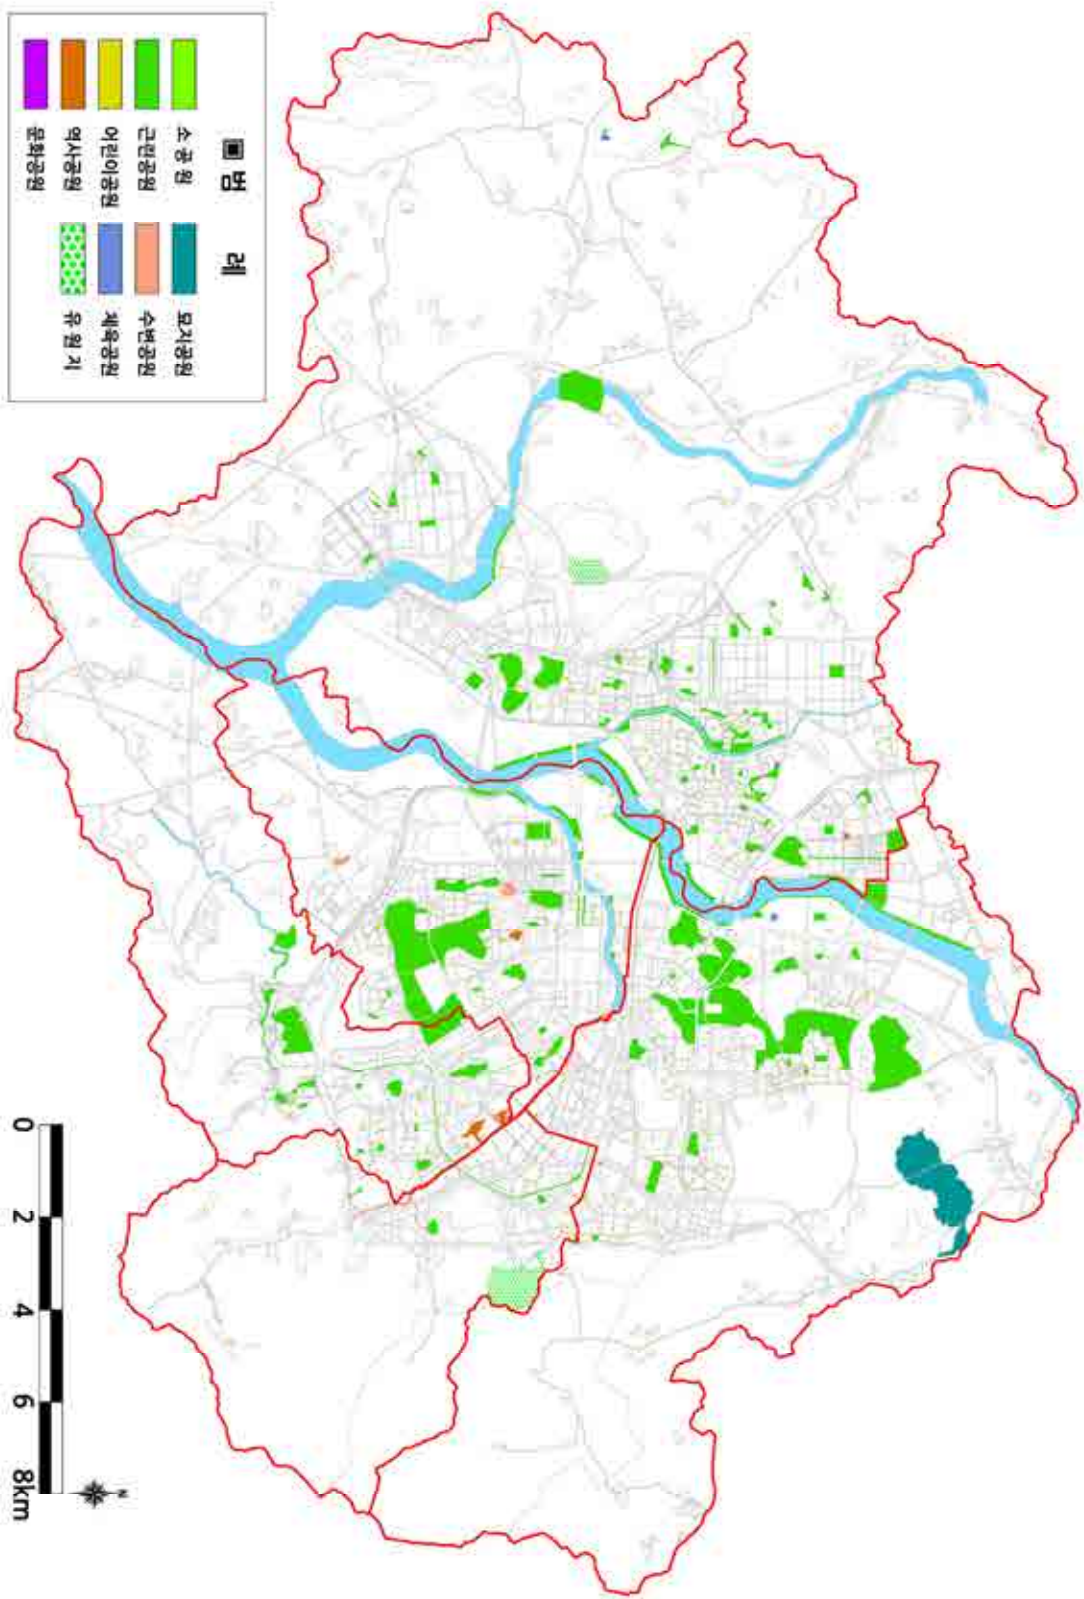 ▣ 범 례
소 공 원
근린공원
어린이공원
역사공원
문화공원
묘지공원
수변공원
체육공원
유 원 지
0 2 4 6 8km
N